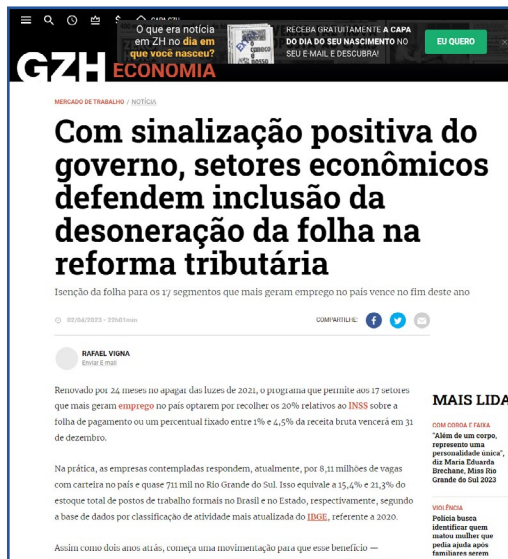 CAPA GZH
O que era notícia
em ZH no dia em
que você nasceu?
RECEBA GRATUITAMENTE A CAPA
DO DIA DO SEU NASCIMENTO NO
SEU E-MAIL E DESCUBRA!
EU QUERO
GZH ECONOMIA
MERCADO DE TRABALHO / NOTÍCIA
Com sinalização positiva do
governo, setores econômicos
defendem inclusão da
desoneração da folha na
reforma tributária
Isenção da folha para os 17 segmentos que mais geram emprego no país vence no fim deste ano
02/04/2023 - 22h01min
COMPARTILHE:
RAFAEL VIGNA
Enviar E-mail
Renovado por 24 meses no apagar das luzes de 2021, o programa que permite aos 17 setores
que mais geram emprego no país optarem por recolher os 20% relativos ao INSS sobre a
folha de pagamento ou um percentual fixado entre 1% e 4,5% da receita bruta vencerá em 31
de dezembro.
Na prática, as empresas contempladas respondem, atualmente, por 8,11 milhões de vagas
com carteira no país e quase 711 mil no Rio Grande do Sul. Isso equivale a 15,4% e 21,3% do
estoque total de postos de trabalho formais no Brasil e no Estado, respectivamente, segundo
a base de dados por classificação de atividade mais atualizada do IBGE, referente a 2020.
Assim como dois anos atrás, começa uma movimentação para que esse benefício —
MAIS LIDA
COM COROA E FAIXA
"Além de um corpo,
represento uma
personalidade única",
diz Maria Eduarda
Brechane, Miss Rio
Grande do Sul 2023
VIOLÊNCIA
Polícia busca
identificar quem
matou mulher que
pedia ajuda após
familiares serem